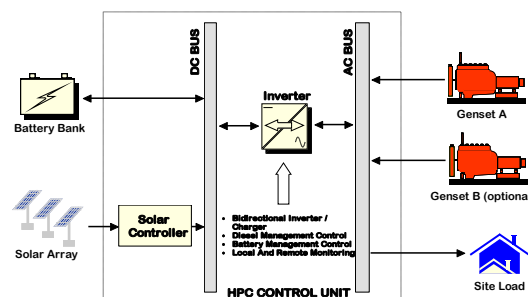 DC BUS
AC BUS
Inverter
Battery Bank
Genset A
Genset B (optiona
Solar
Controller
Solar Array
• Bidirectional Inverter /
Charger
• Diesel Management Control
• Battery Management Control
• Local And Remote Monitoring
Site Load
HPC CONTROL UNIT